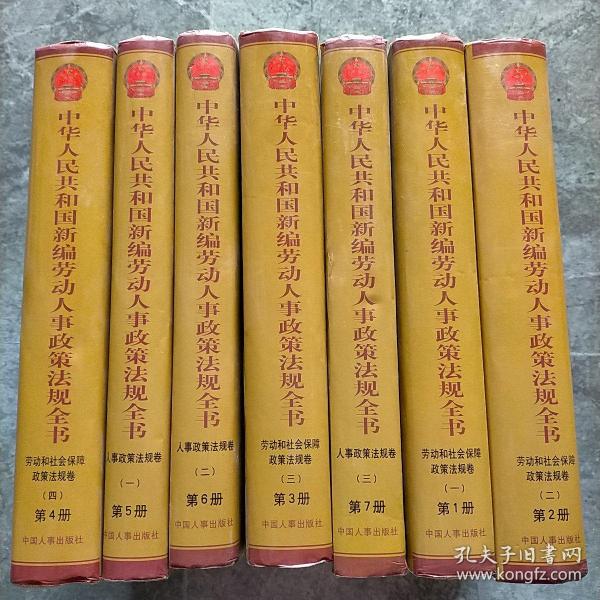 中华人民共和国新编劳动人事政策法规全书
劳动和社会保障
政策法规卷
（四）
第4册
中国人事出版社
中华人民共和国新编劳动人事政策法规全书
人事政策法规卷
（一）
第5册
中国人事出版社
中华人民共和国新编劳动人事政策法规全书
人事政策法规卷
（二）
第6册
中国人事出版社
中华人民共和国新编劳动人事政策法规全书
劳动和社会保障
政策法规卷
（三）
第3册
中国人事出版社
中华人民共和国新编劳动人事政策法规全书
人事政策法规卷
（三）
第7册
中国人事出版社
中华人民共和国新编劳动人事政策法规全书
劳动和社会保障
政策法规卷
（一）
第1册
中国人事出版社
中华人民共和国新编劳动人事政策法规全书
劳动和社会保障
政策法规卷
（二）
第2册
中国人事出版社
孔夫子旧書网
www.kongfz.com